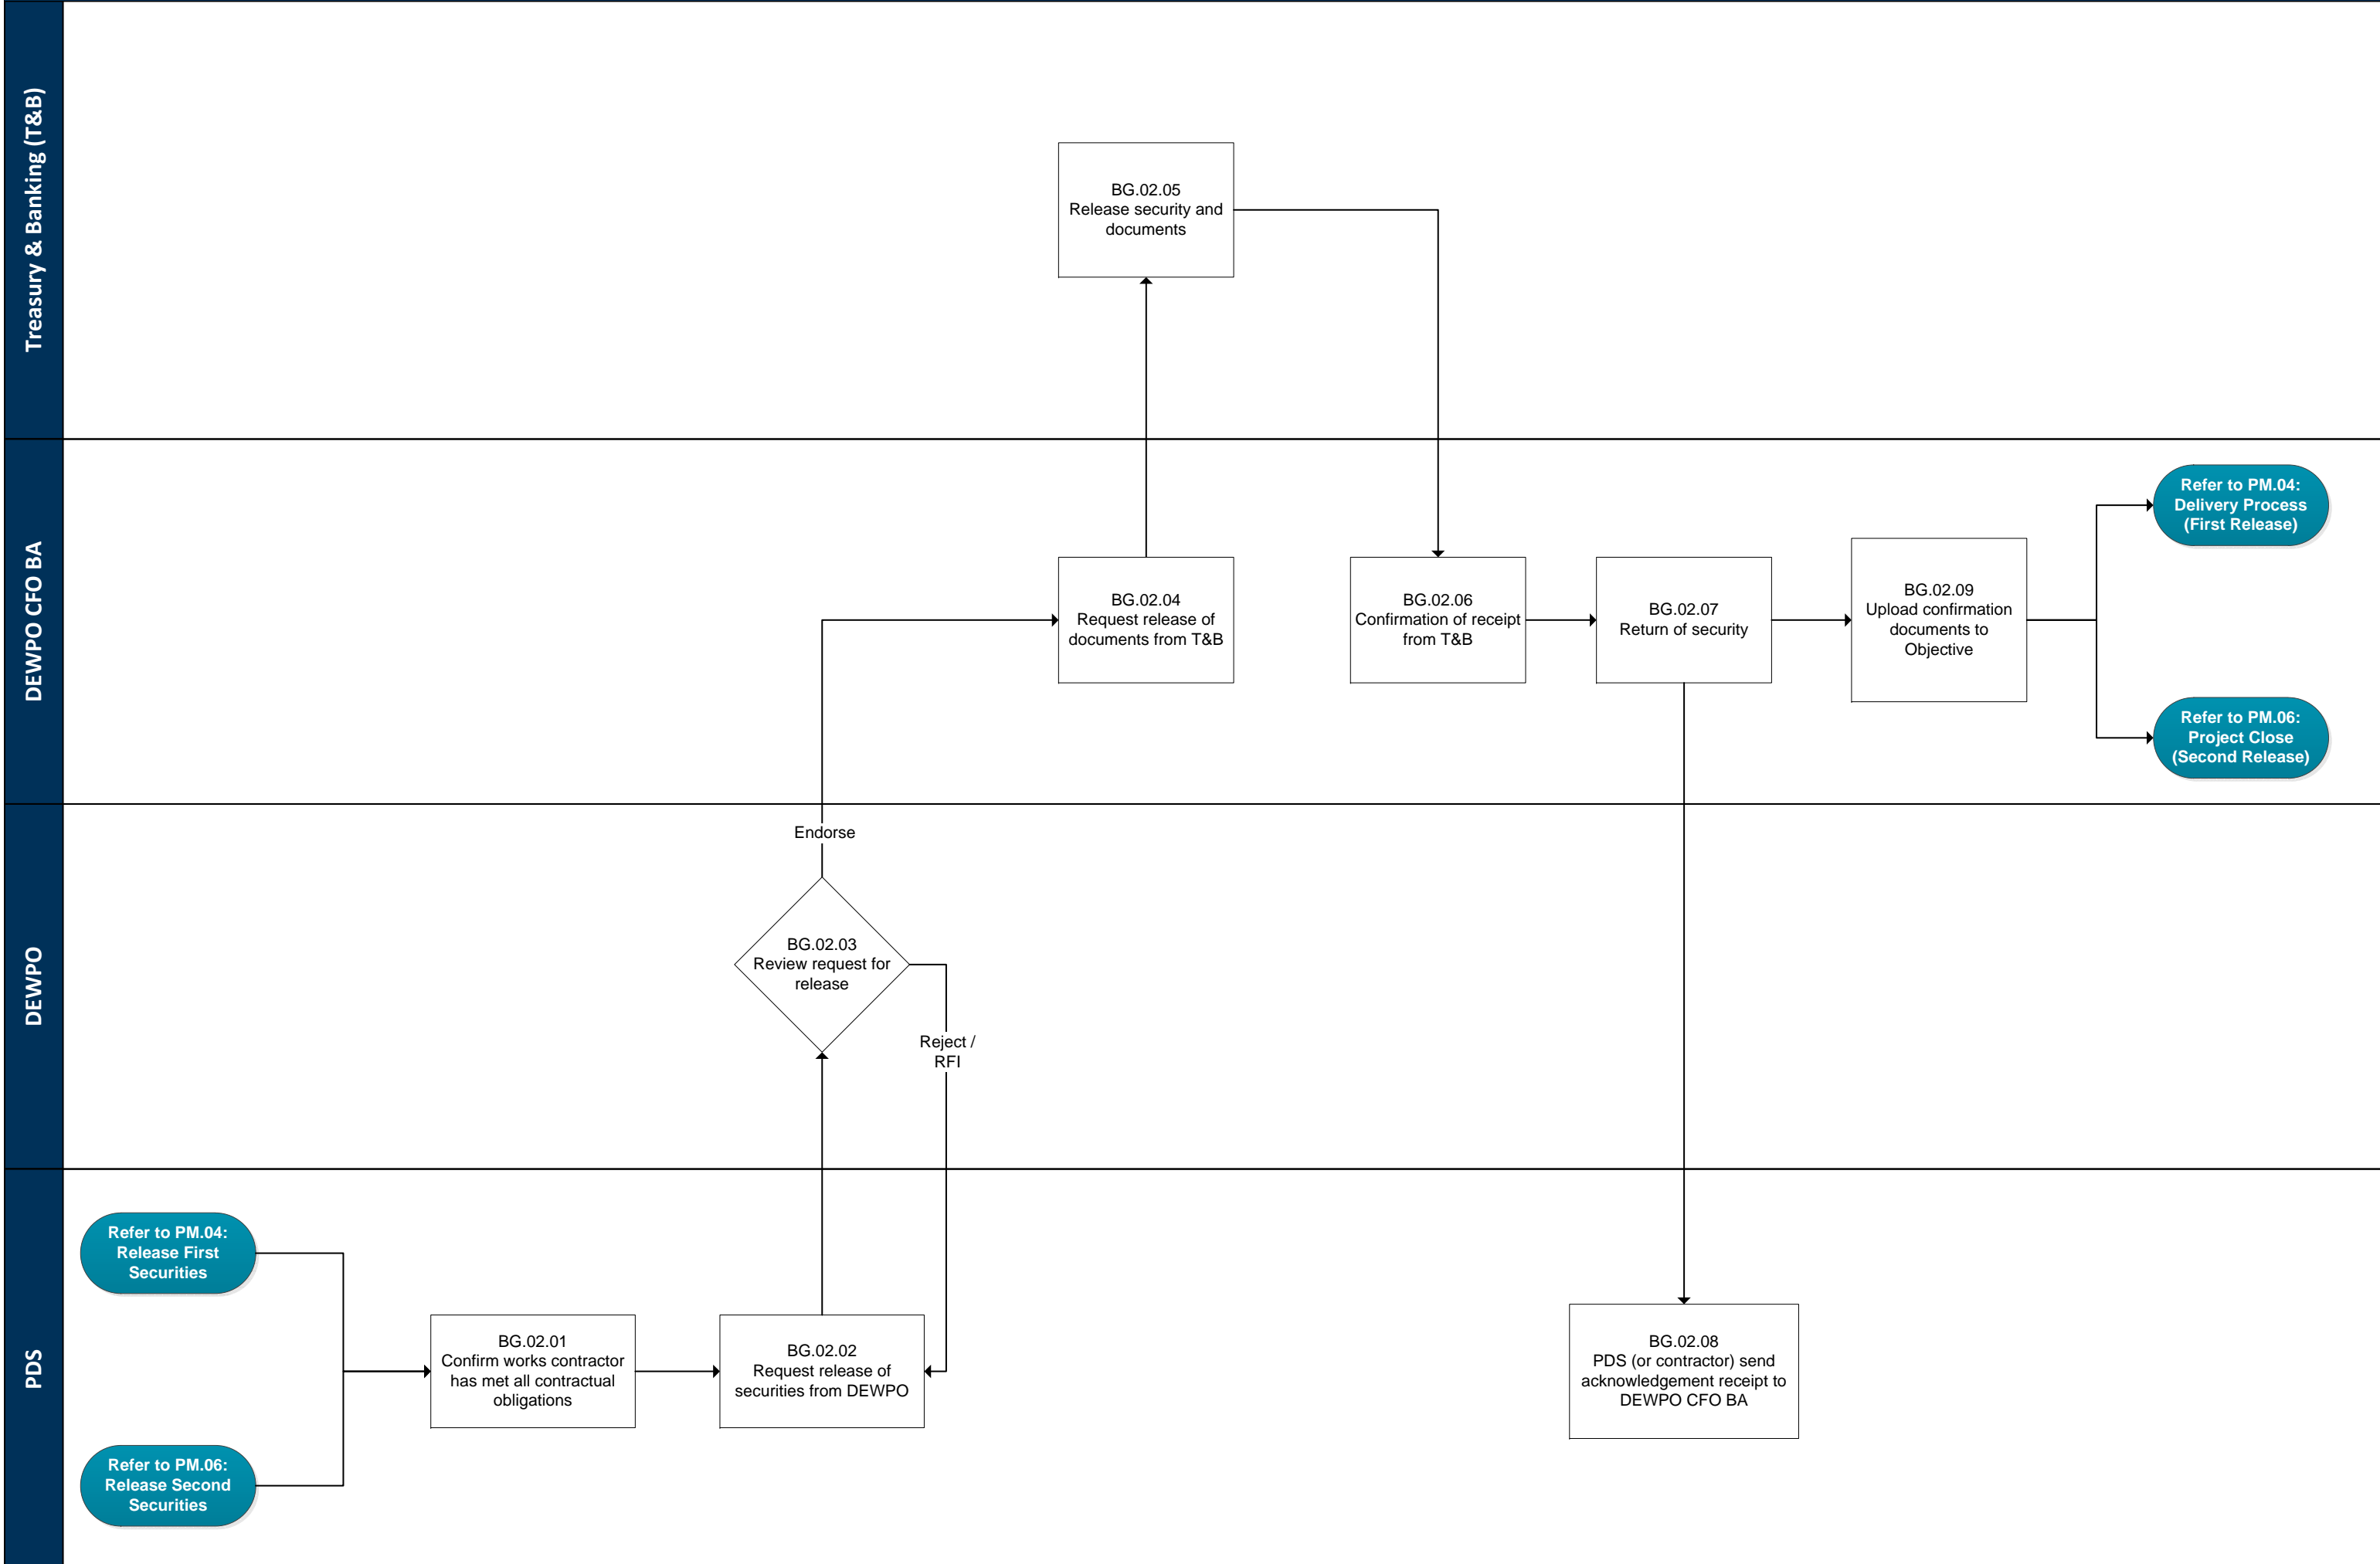 Treasury & Banking (T&B)
BG.02.05
Release security and
documents
DEWPO CFO BA
BG.02.04
Request release of
documents from T&B
BG.02.06
Confirmation of receipt
from T&B
BG.02.07
Return of security
BG.02.09
Upload confirmation
documents to
Objective
Refer to PM.04:
Delivery Process
(First Release)
Refer to PM.06:
Project Close
(Second Release)
DEWPO
Endorse
BG.02.03
Review request for
release
Reject /
RFI
PDS
Refer to PM.04:
Release First
Securities
Refer to PM.06:
Release Second
Securities
BG.02.01
Confirm works contractor
has met all contractual
obligations
BG.02.02
Request release of
securities from DEWPO
BG.02.08
PDS (or contractor) send
acknowledgement receipt to
DEWPO CFO BA